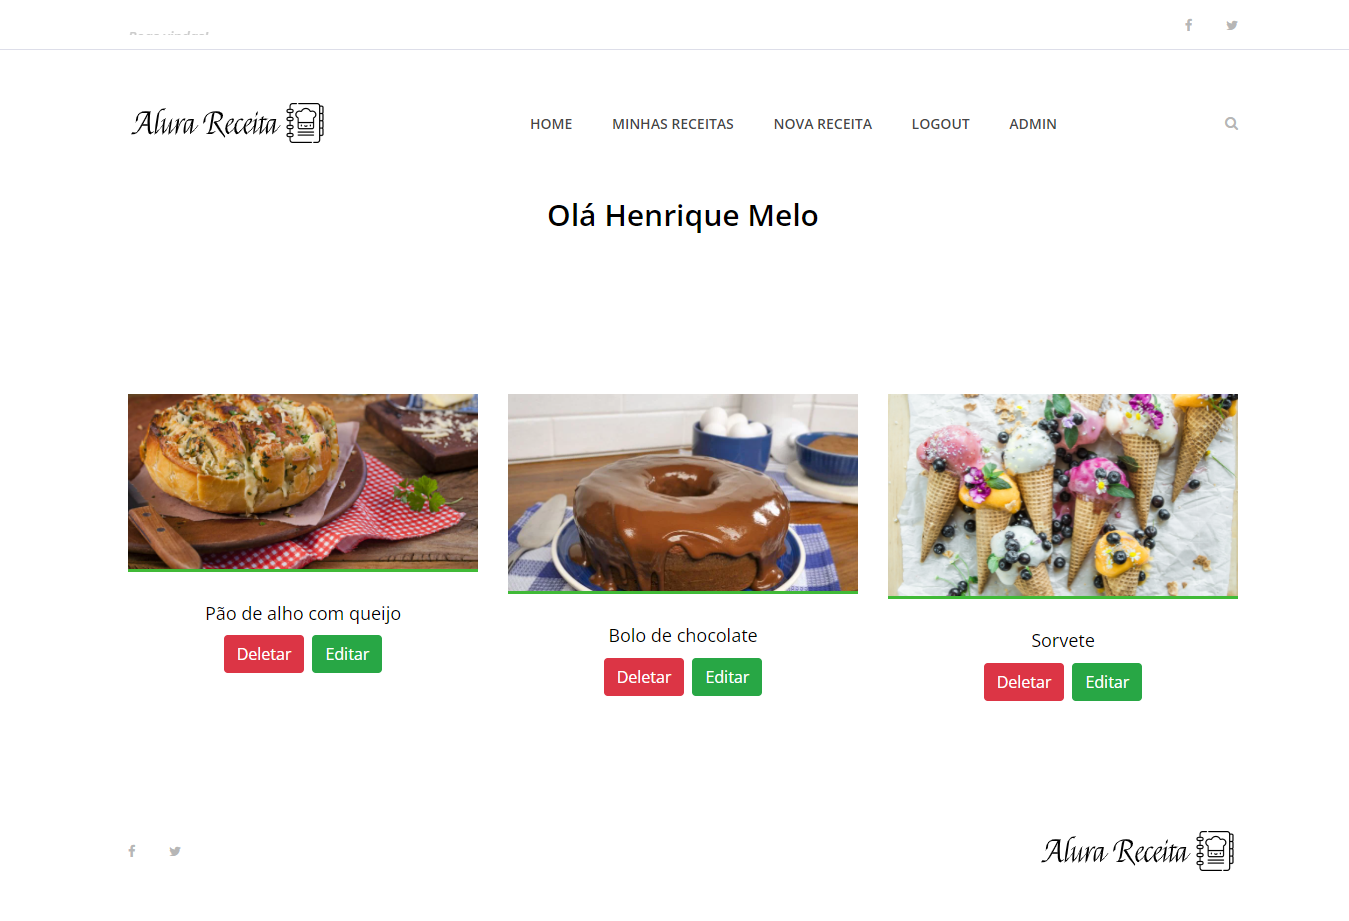 Alura Receita
HOME MINHAS RECEITAS NOVA RECEITA LOGOUT ADMIN
Olá Henrique Melo
Pão de alho com queijo
Deletar Editar
Bolo de chocolate
Deletar Editar
Sorvete
Deletar Editar
Alura Receita